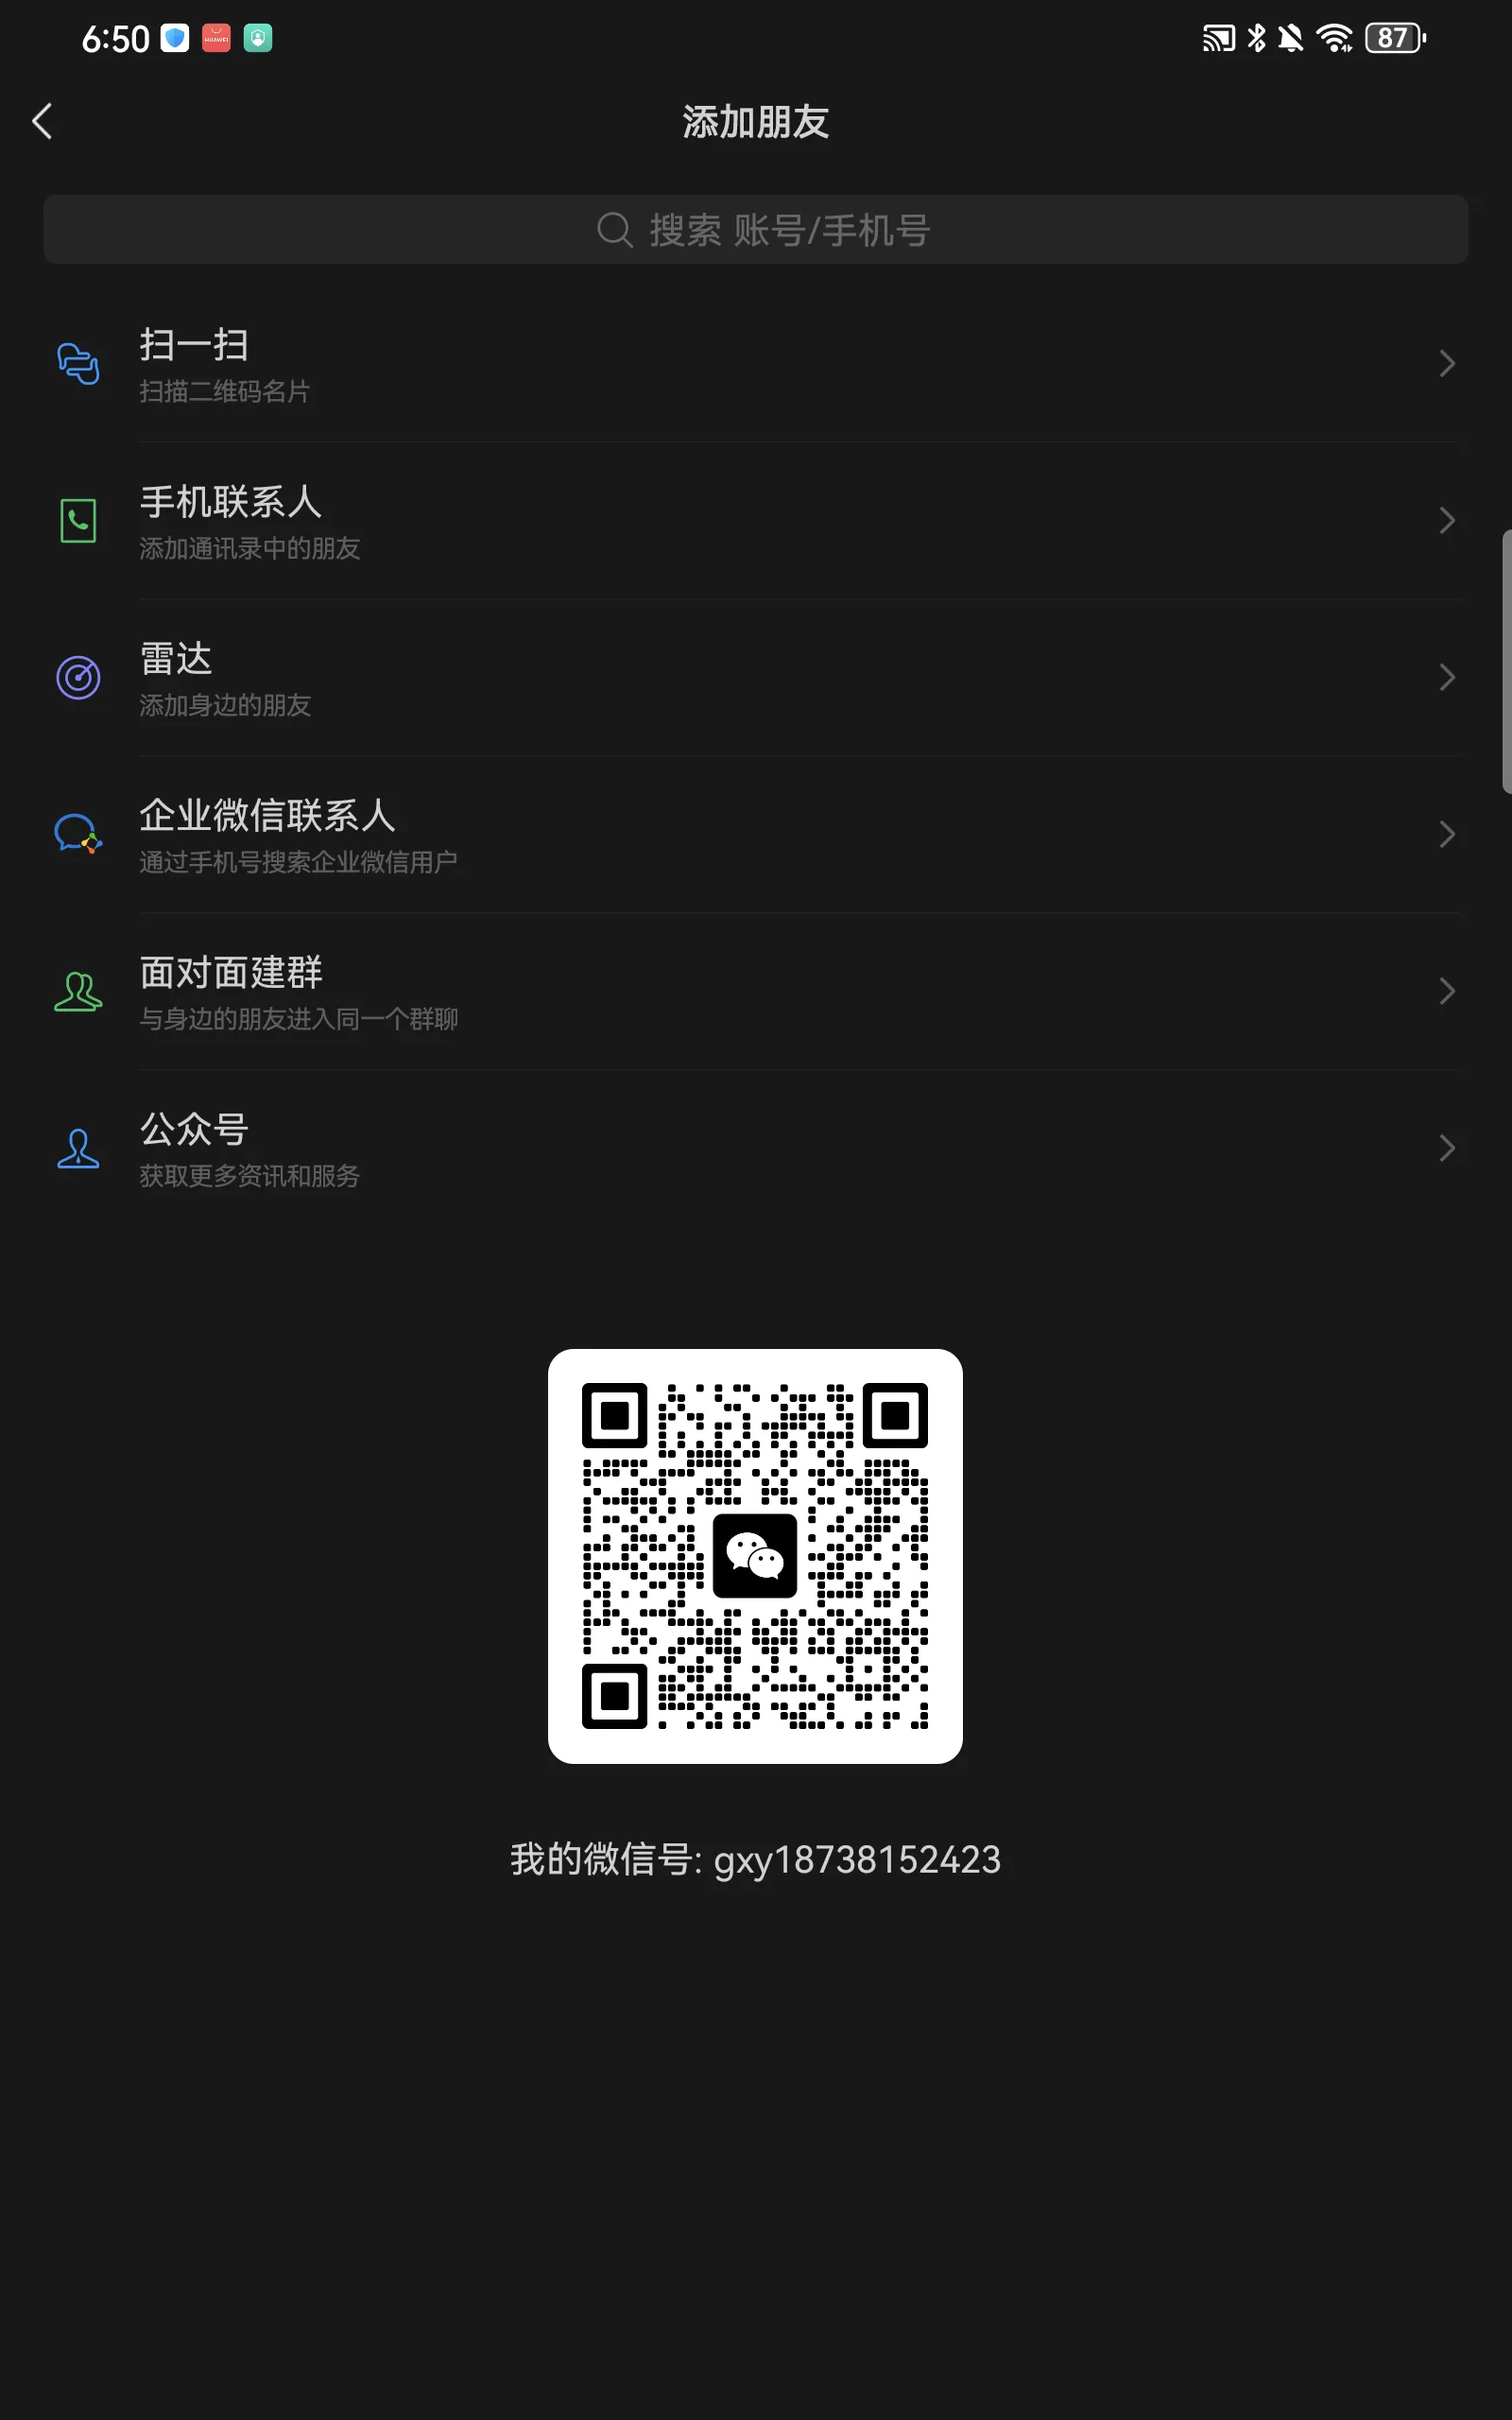 6:50
HUAWEI
87
添加朋友
搜索 账号/手机号
扫一扫
扫描二维码名片
手机联系人
添加通讯录中的朋友
雷达
添加身边的朋友
企业微信联系人
通过手机号搜索企业微信用户
面对面建群
与身边的朋友进入同一个群聊
公众号
获取更多资讯和服务
我的微信号: gxy18738152423